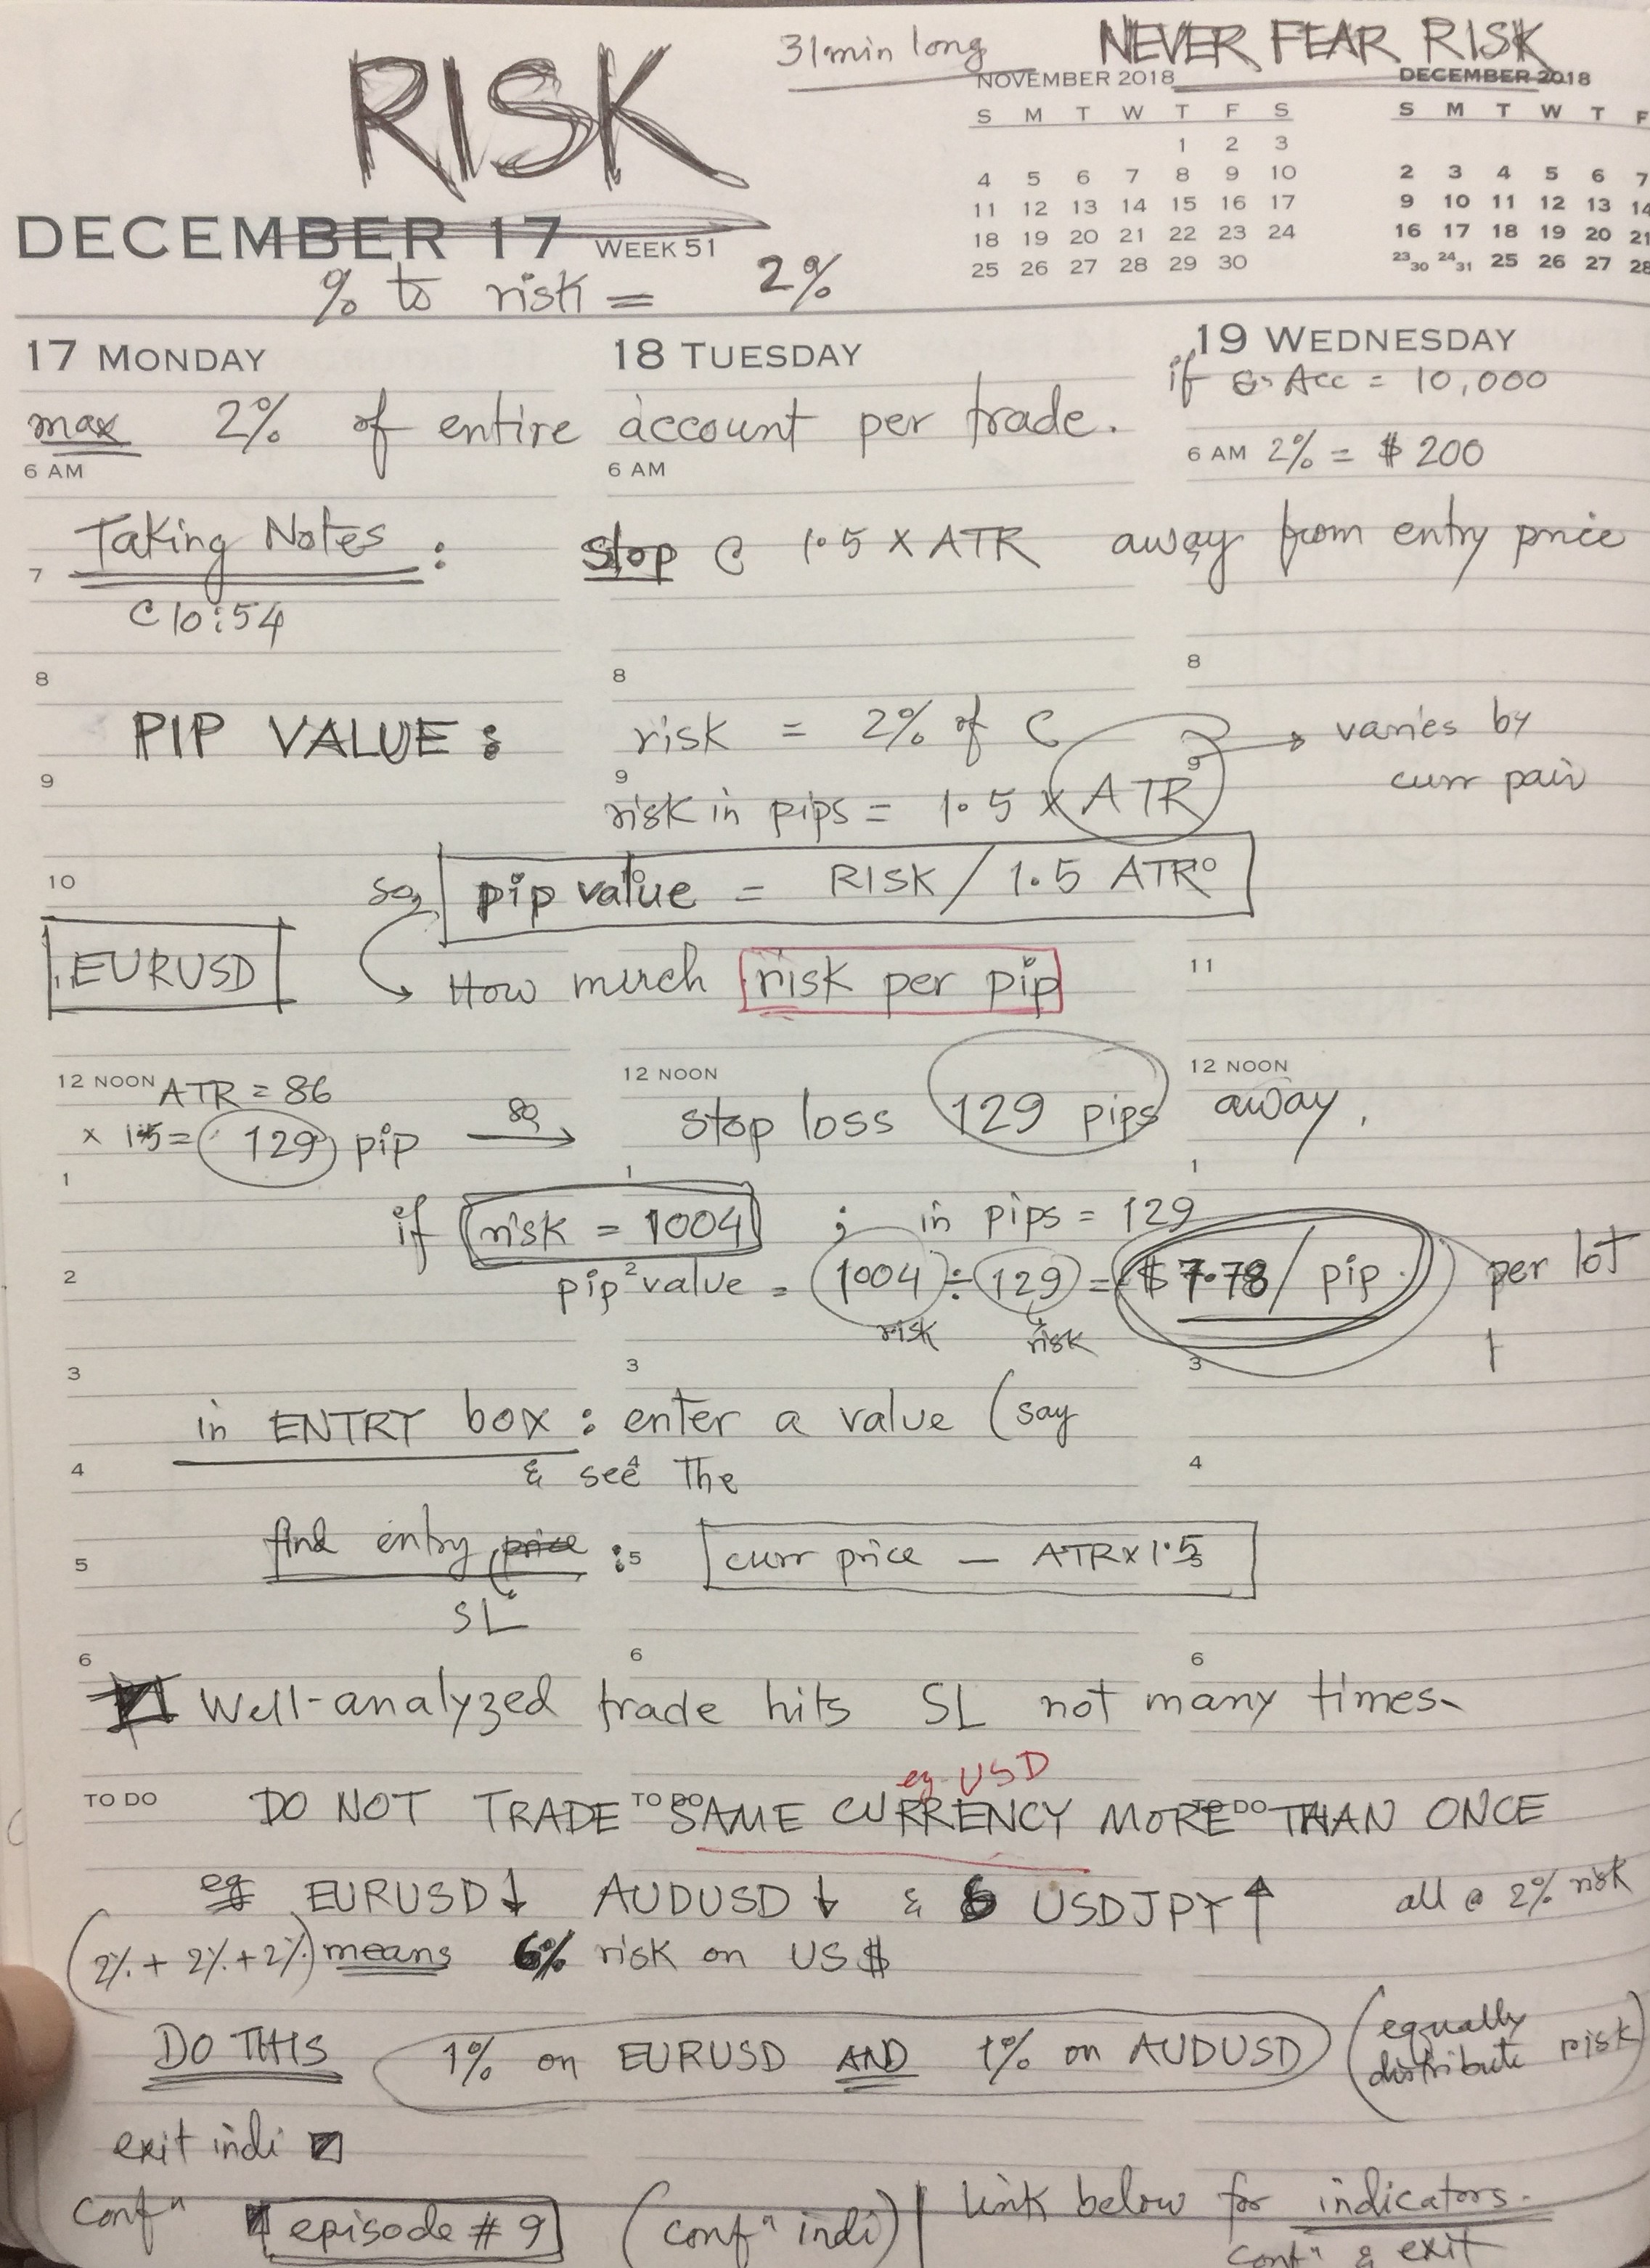 RISK
31min long
NEVER FEAR RISK
NOVEMBER 2018
S M T W T F S
1 2 3
4 5 6 7 8 9 10
11 12 13 14 15 16 17
18 19 20 21 22 23 24
25 26 27 28 29 30
DECEMBER 2018
S M T W T F
2 3 4 5 6 7
9 10 11 12 13 14
16 17 18 19 20 21
23 30 24 31 25 26 27 28
DECEMBER 17 WEEK 51
% to risk = 2%
17 MONDAY 18 TUESDAY 19 WEDNESDAY
if Acc = 10,000
max 2% of entire account per trade.
6 AM 6 AM 6 AM 2% = $ 200
Taking Notes : stop @ 1.5 X ATR away from entry price
7
@ 10:54
8 8 8
PIP VALUE : risk = 2% of C
varies by
curr pair
9 9 9
risk in pips = 1.5 x ATR
10
so, pip value = RISK / 1.5 ATR
EURUSD
How much risk per pip
11
12 NOON 12 NOON 12 NOON
ATR = 86
x 1.5 = 129 pip so stop loss 129 pips away.
1 1 1
if risk = 1004 ; in pips = 129
2 2
pip value = 1004 ÷ 129 = $ 7.78 / pip per lot
risk risk
3 3 3
in ENTRY box : enter a value (say
4 4 4
& see the
5 5
find entry price : curr price - ATR x 1.5
SL
6 6 6
Well-analyzed trade hits SL not many times
eg USD
TO DO TO DO TO DO
DO NOT TRADE SAME CURRENCY MORE THAN ONCE
eg EURUSD ↓ AUDUSD ↓ & USDJPY ↑ all @ 2% risk
(2% + 2% + 2%) means 6% risk on US $
DO THIS 1% on EURUSD AND 1% on AUDUSD (equally distribute risk)
exit indi
Confⁿ episode # 9 (confⁿ indi) | link below for indicators.
confⁿ & exit